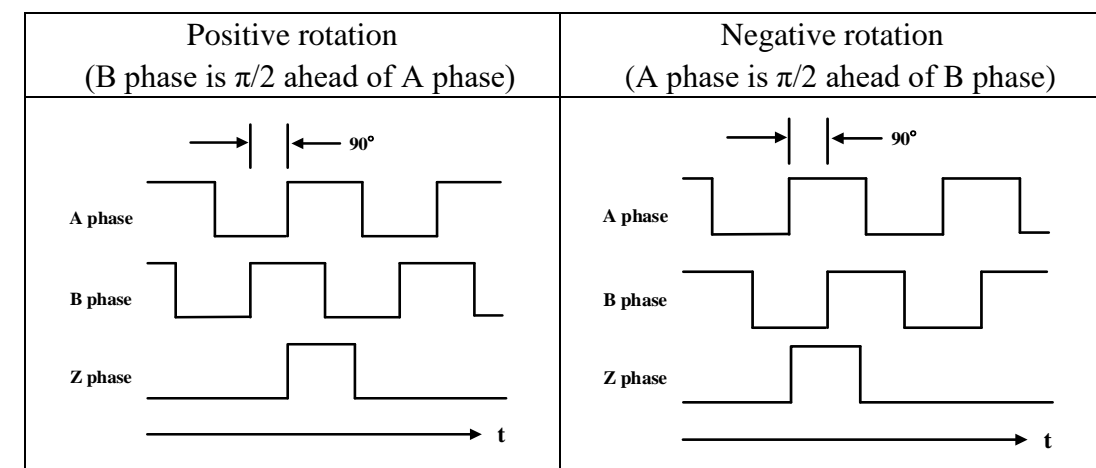 Positive rotation
(B phase is π/2 ahead of A phase)
90°
A phase
B phase
Z phase
t
Negative rotation
(A phase is π/2 ahead of B phase)
90°
A phase
B phase
Z phase
t